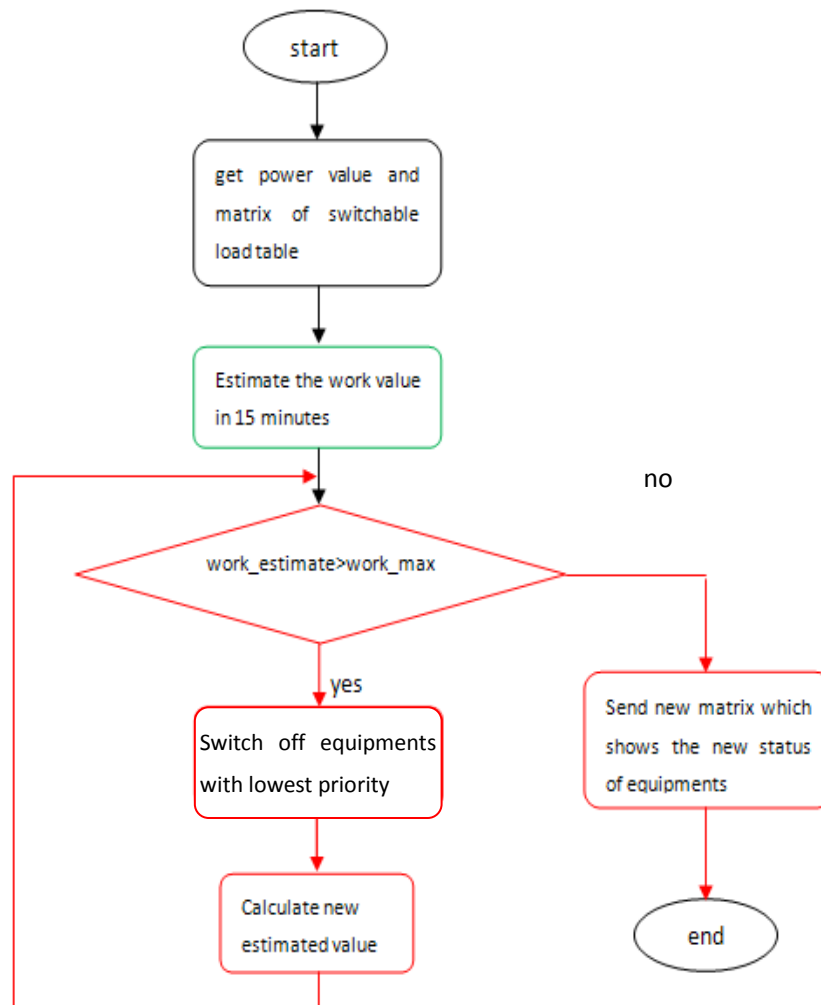 start
get power value and
matrix of switchable
load table
Estimate the work value
in 15 minutes
no
work_estimate>work_max
yes
Switch off equipments
with lowest priority
Send new matrix which
shows the new status
of equipments
Calculate new
estimated value
end